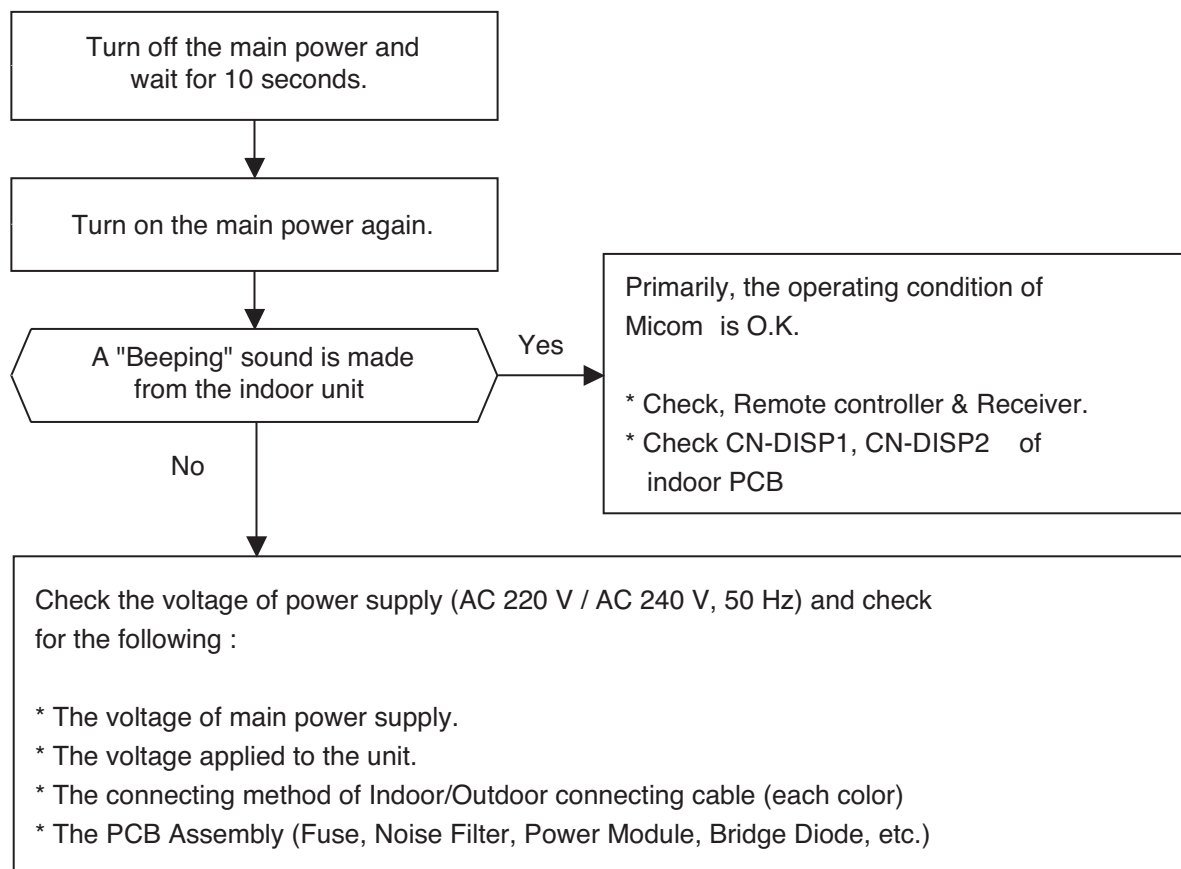 Turn off the main power and
wait for 10 seconds.
Turn on the main power again.
A "Beeping" sound is made
from the indoor unit
Yes
Primarily, the operating condition of
Micom is O.K.
* Check, Remote controller & Receiver.
* Check CN-DISP1, CN-DISP2 of
indoor PCB
No
Check the voltage of power supply (AC 220 V / AC 240 V, 50 Hz) and check
for the following :
* The voltage of main power supply.
* The voltage applied to the unit.
* The connecting method of Indoor/Outdoor connecting cable (each color)
* The PCB Assembly (Fuse, Noise Filter, Power Module, Bridge Diode, etc.)